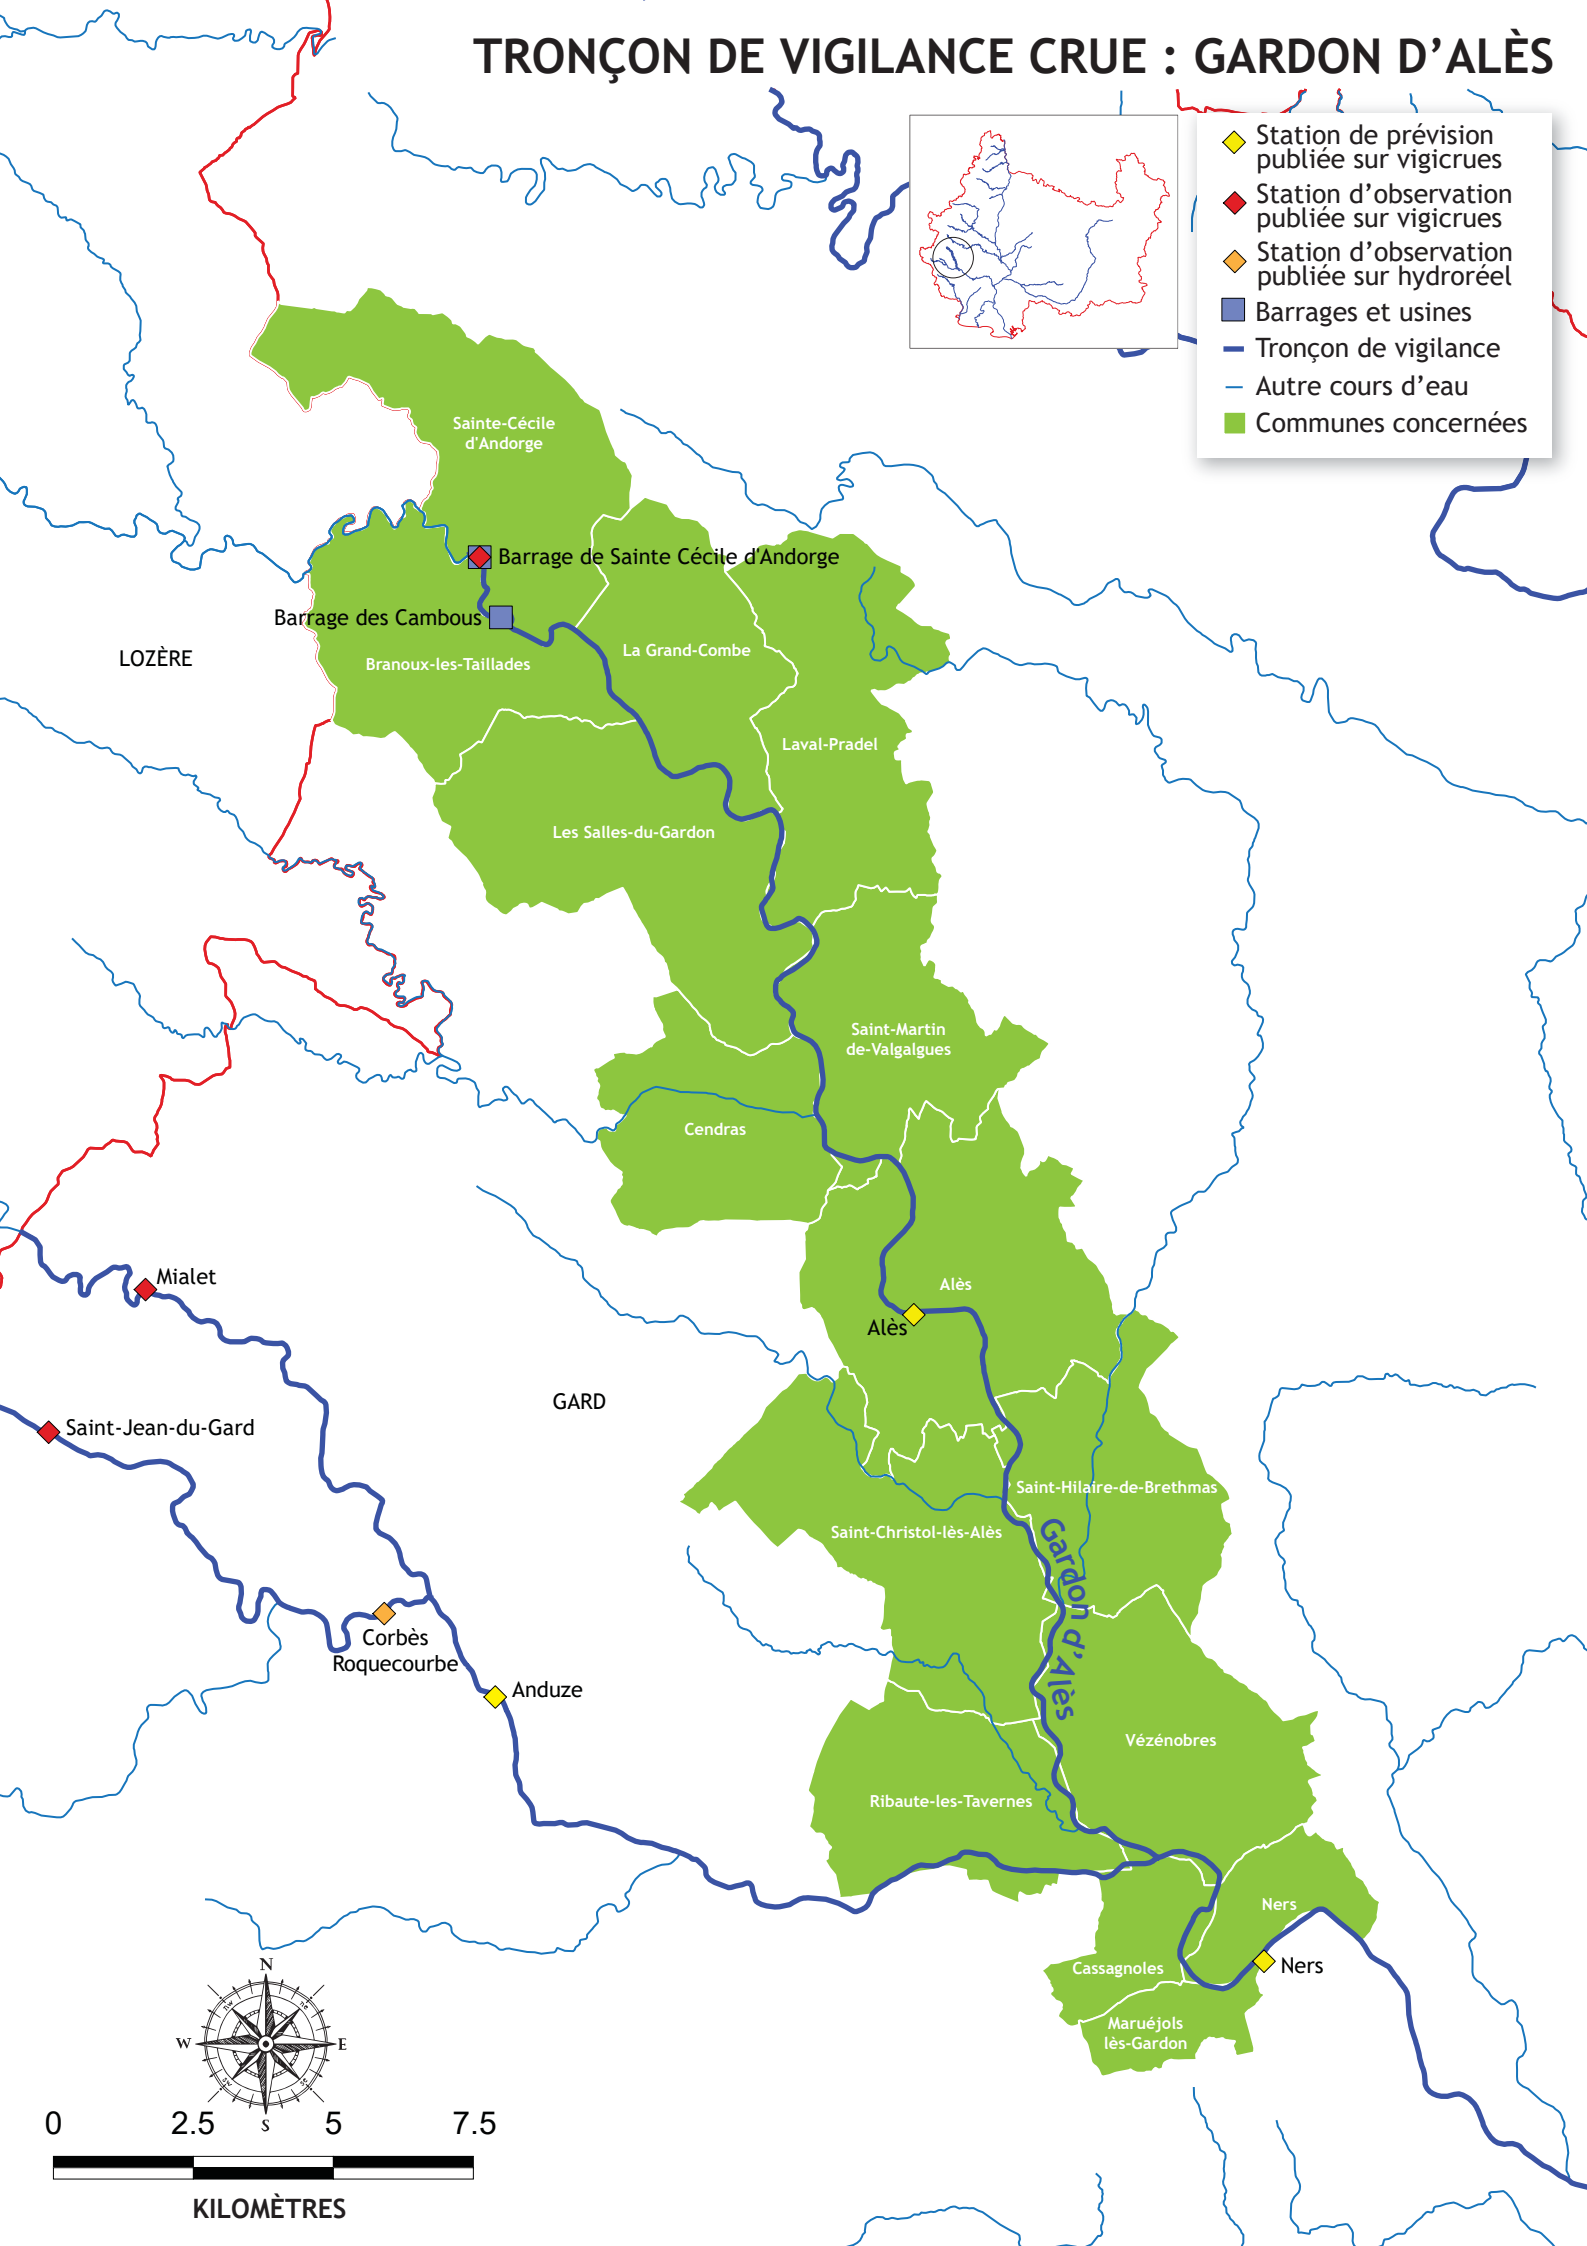 TRONÇON DE VIGILANCE CRUE : GARDON D'ALÈS
Station de prévision
publiée sur vigicrues
Station d'observation
publiée sur vigicrues
Station d'observation
publiée sur hydroréel
Barrages et usines
Tronçon de vigilance
Autre cours d'eau
Communes concernées
Sainte-Cécile
d'Andorge
Barrage de Sainte Cécile d'Andorge
Barrage des Cambous
LOZÈRE
Branoux-les-Taillades
La Grand-Combe
Laval-Pradel
Les Salles-du-Gardon
Saint-Martin
de-Valgalgues
Cendras
Mialet
Alès
Alès
GARD
Saint-Jean-du-Gard
Saint-Hilaire-de-Brethmas
Saint-Christol-lès-Alès
Gardon d'Alès
Corbès
Roquecourbe
Anduze
Vézénobres
Ribaute-les-Tavernes
Ners
Ners
Cassagnoles
Maruéjols
lès-Gardon
N
nw
ne
W
E
sw
se
S
0 2.5 5 7.5
KILOMÈTRES